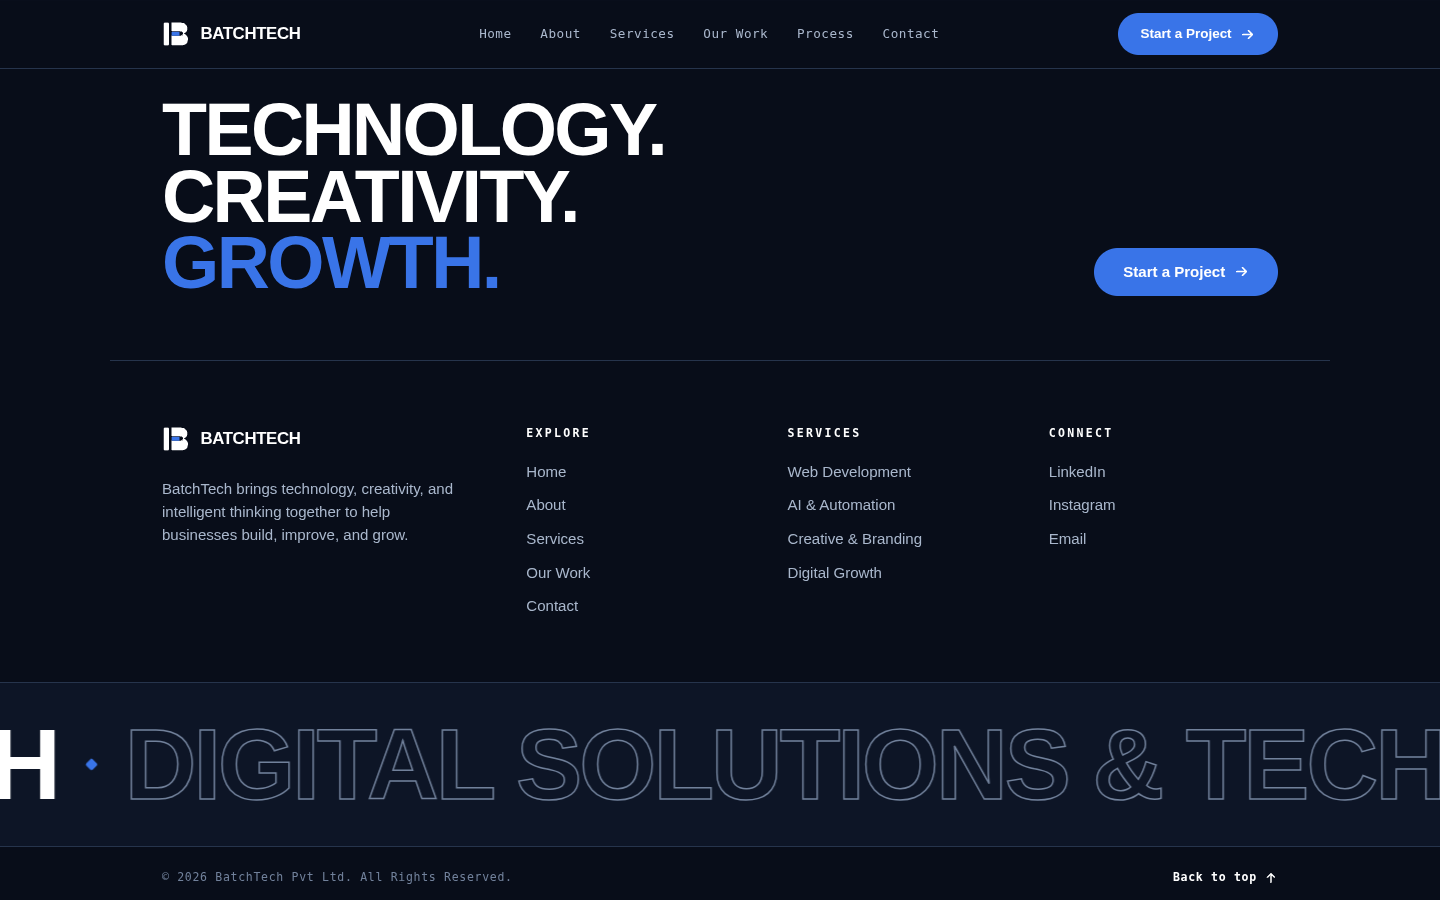 BATCHTECH
Home About Services Our Work Process Contact
Start a Project
TECHNOLOGY.
CREATIVITY.
GROWTH.
Start a Project
BATCHTECH
BatchTech brings technology, creativity, and
intelligent thinking together to help
businesses build, improve, and grow.
EXPLORE
Home
About
Services
Our Work
Contact
SERVICES
Web Development
AI & Automation
Creative & Branding
Digital Growth
CONNECT
LinkedIn
Instagram
Email
H DIGITAL SOLUTIONS & TECH
© 2026 BatchTech Pvt Ltd. All Rights Reserved.
Back to top